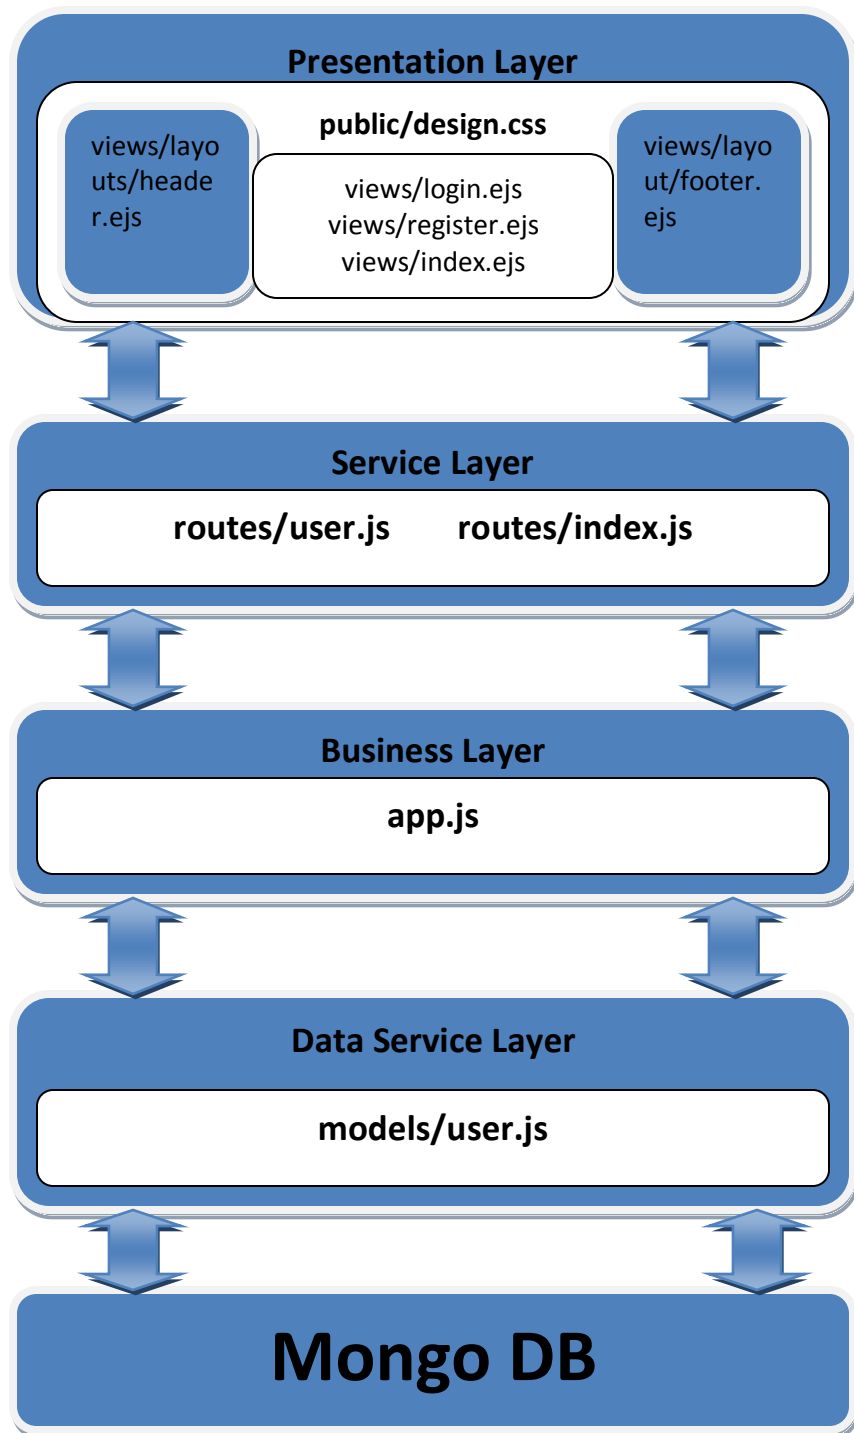 Presentation Layer
public/design.css
views/layo
uts/heade
r.ejs
views/login.ejs
views/register.ejs
views/index.ejs
views/layo
ut/footer.
ejs
Service Layer
routes/user.js routes/index.js
Business Layer
app.js
Data Service Layer
models/user.js
Mongo DB